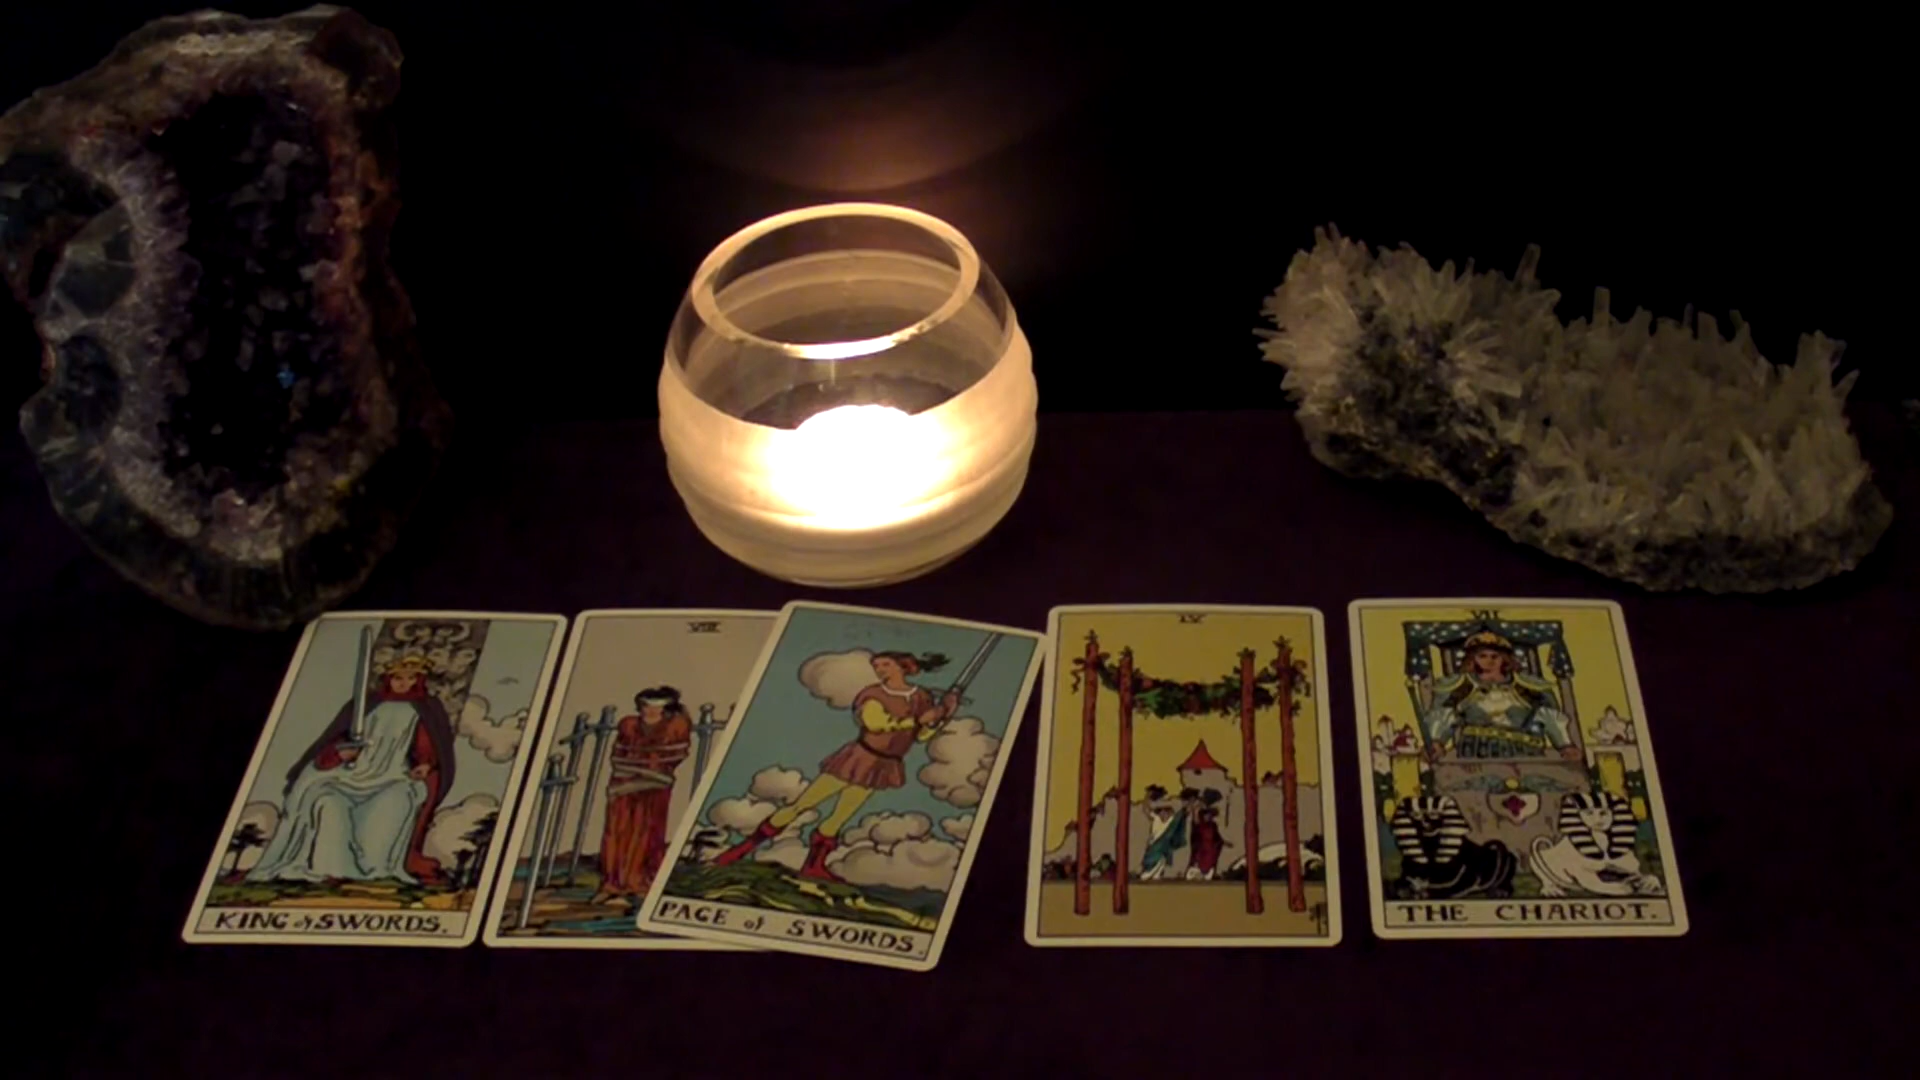 KING of SWORDS.
VIII
PAGE of SWORDS.
IV
VII
THE CHARIOT.